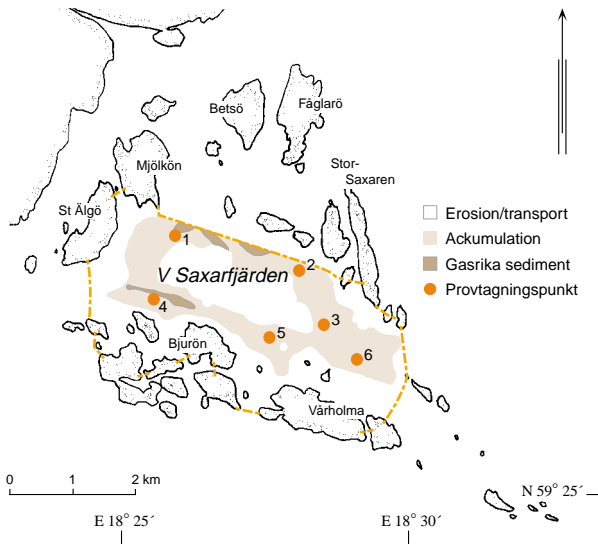 Betsö
Fåglarö
Mjölkön
Stor-
Saxaren
St Älgö
Erosion/transport
Ackumulation
Gasrika sediment
Provtagningspunkt
1
2
V Saxarfjärden
4
3
5
Bjurön
6
Vårholma
0 1 2 km
N 59° 25´
E 18° 25´
E 18° 30´